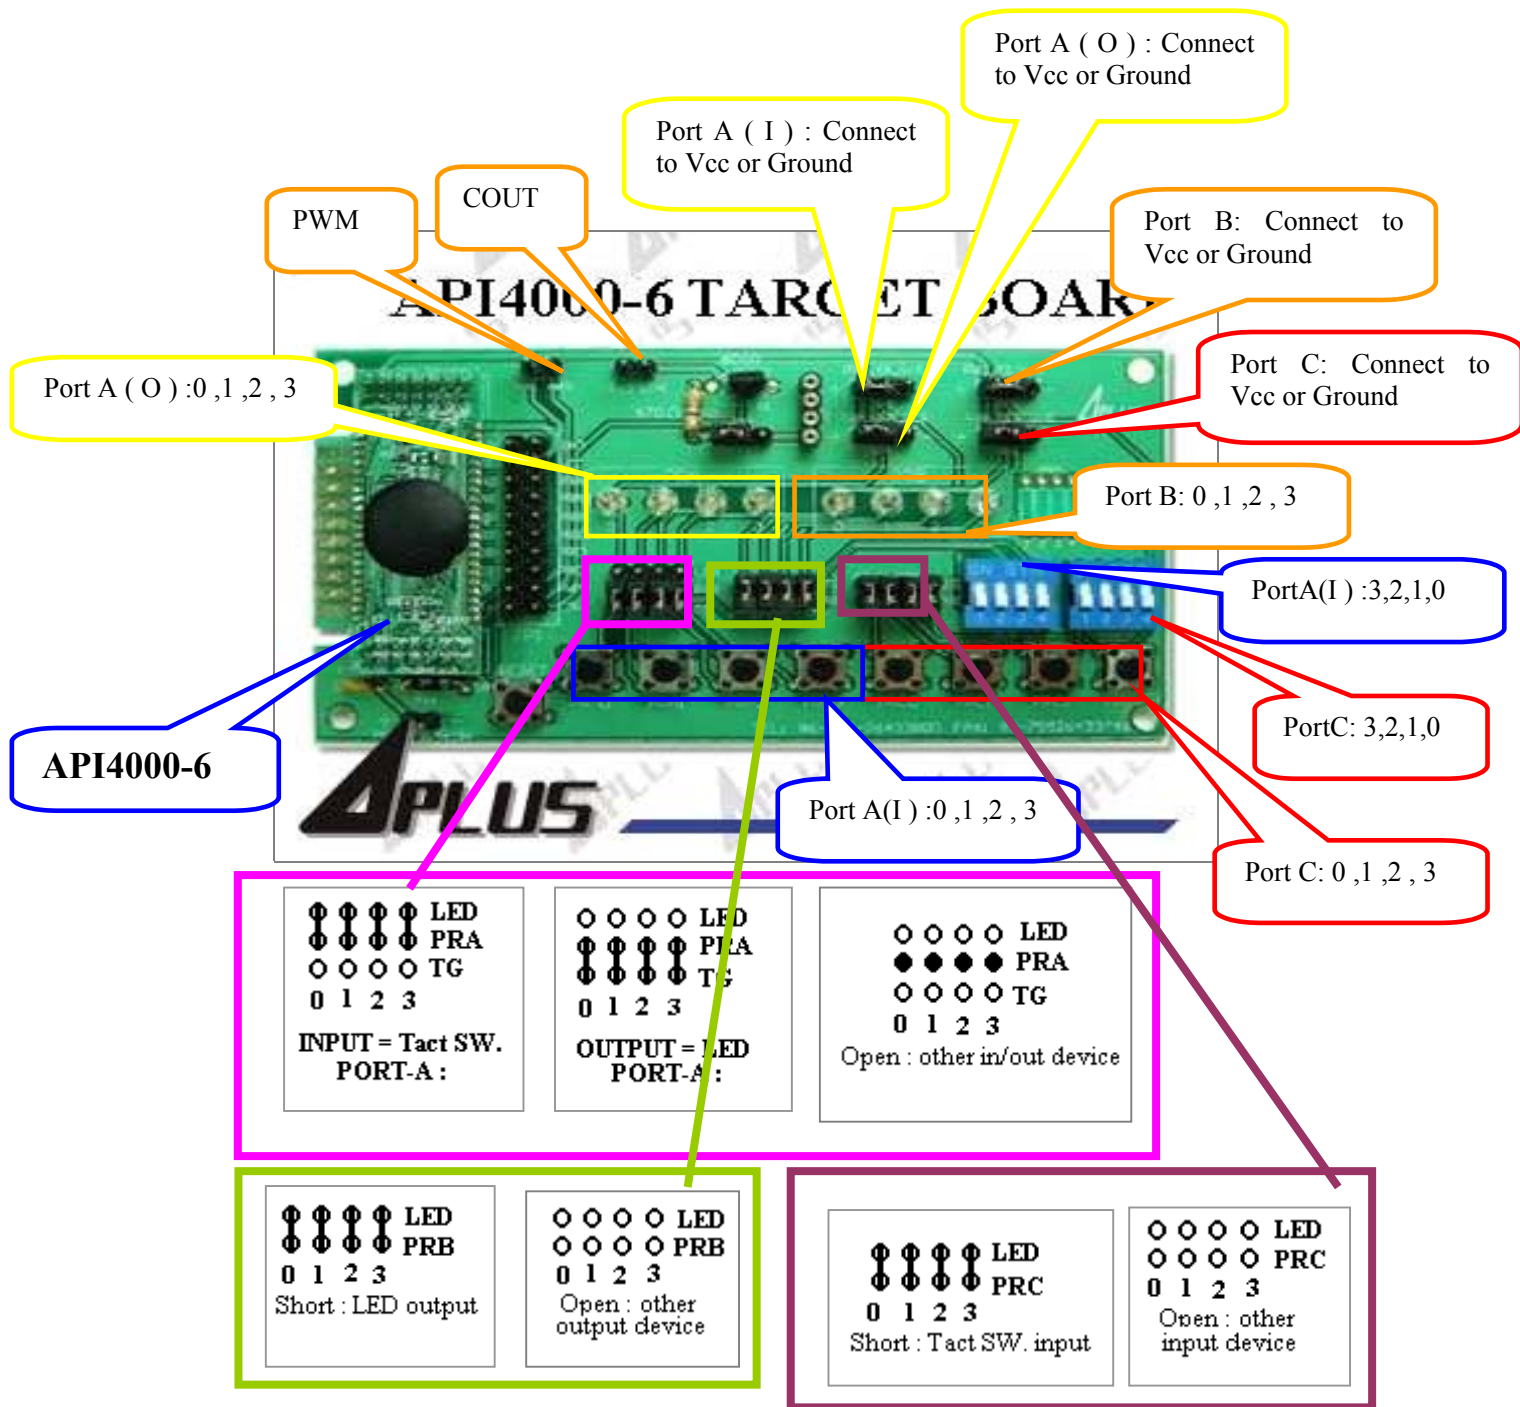 Port A ( O ) : Connect
to Vcc or Ground
Port A ( I ) : Connect
to Vcc or Ground
COUT
PWM
Port B: Connect to
Vcc or Ground
API4000-6 TARGET BOAR
Port C: Connect to
Vcc or Ground
Port A ( O ) :0 ,1 ,2 , 3
Port B: 0 ,1 ,2 , 3
PortA(I ) :3,2,1,0
PortC: 3,2,1,0
API4000-6
APLUS
Port A(I ) :0 ,1 ,2 , 3
Port C: 0 ,1 ,2 , 3
LED
PRA
TG
0 1 2 3
INPUT = Tact SW.
PORT-A :
LED
PRA
TG
0 1 2 3
OUTPUT = LED
PORT-A :
LED
PRA
TG
0 1 2 3
Open : other in/out device
LED
PRB
0 1 2 3
Short : LED output
LED
PRB
0 1 2 3
Open : other
output device
LED
PRC
0 1 2 3
Short : Tact SW. input
LED
PRC
0 1 2 3
Open : other
input device